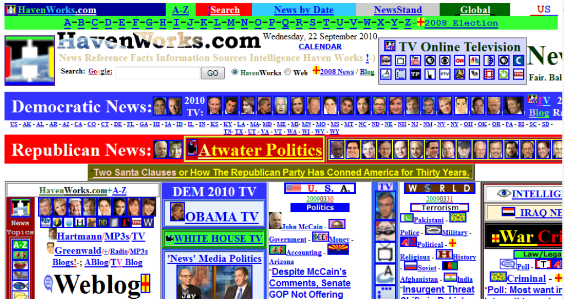 HavenWorks.com A-Z Search News by Date NewsStand Global US
A-B-C-D-E-F-G-H-I-J-K-L-M-N-O-P-Q-R-S-T-U-V-W-X-Y-Z- 2008 Election
HavenWorks.com Wednesday, 22 September 2010
CALENDAR
News Reference Facts Information Sources Intelligence Haven Works ! )
Search: Google: GO HavenWorks Web 2008 News / Blog
TV Online Television
New
Fair. Bala
Democratic News: 2010 TV: TV Blog
US - AK - AL - AR - AZ - CA - CO - CT - DE - FL - GA - HI - IA - ID - IL - IN - KS - KY - LA - MA - MD - ME - MI - MN - MO - MS - MT - NC - ND - NE - NH - NJ - NM - NV - NY - OH - OK - OR - PA - RI - SC - SD -
TN - TX - UT - VA - VT - WA - WI - WV - WY
Republican News: Atwater Politics
Two Santa Clauses or How The Republican Party Has Conned America for Thirty Years.
HavenWorks.com+A-Z
News
Topics
A-Z
Hartmann/MP3s/TV
Greenwald/+/Radio/MP3s
Blogs!-; ABlog/TV Blog
Weblog
DEM 2010 TV
OBAMA TV
WHITE HOUSE TV
'News' Media Politics
Jay
U. S. A.
20090330
Politics
John McCain -
Government - Money-
Accounting -
Arizona
"Despite McCain's
Comments, Senate
GOP Not Offering
TV
WORLD
20090331
Terrorism
Pakistani -
Police - Military -
Political -
Religious - History -
Soviet -
Afghanistan - India
"Insurgent Threat
INTELLIG
IRAQ NE
War Cr
Law/Legal
Criminal -
"Poll: Most want in